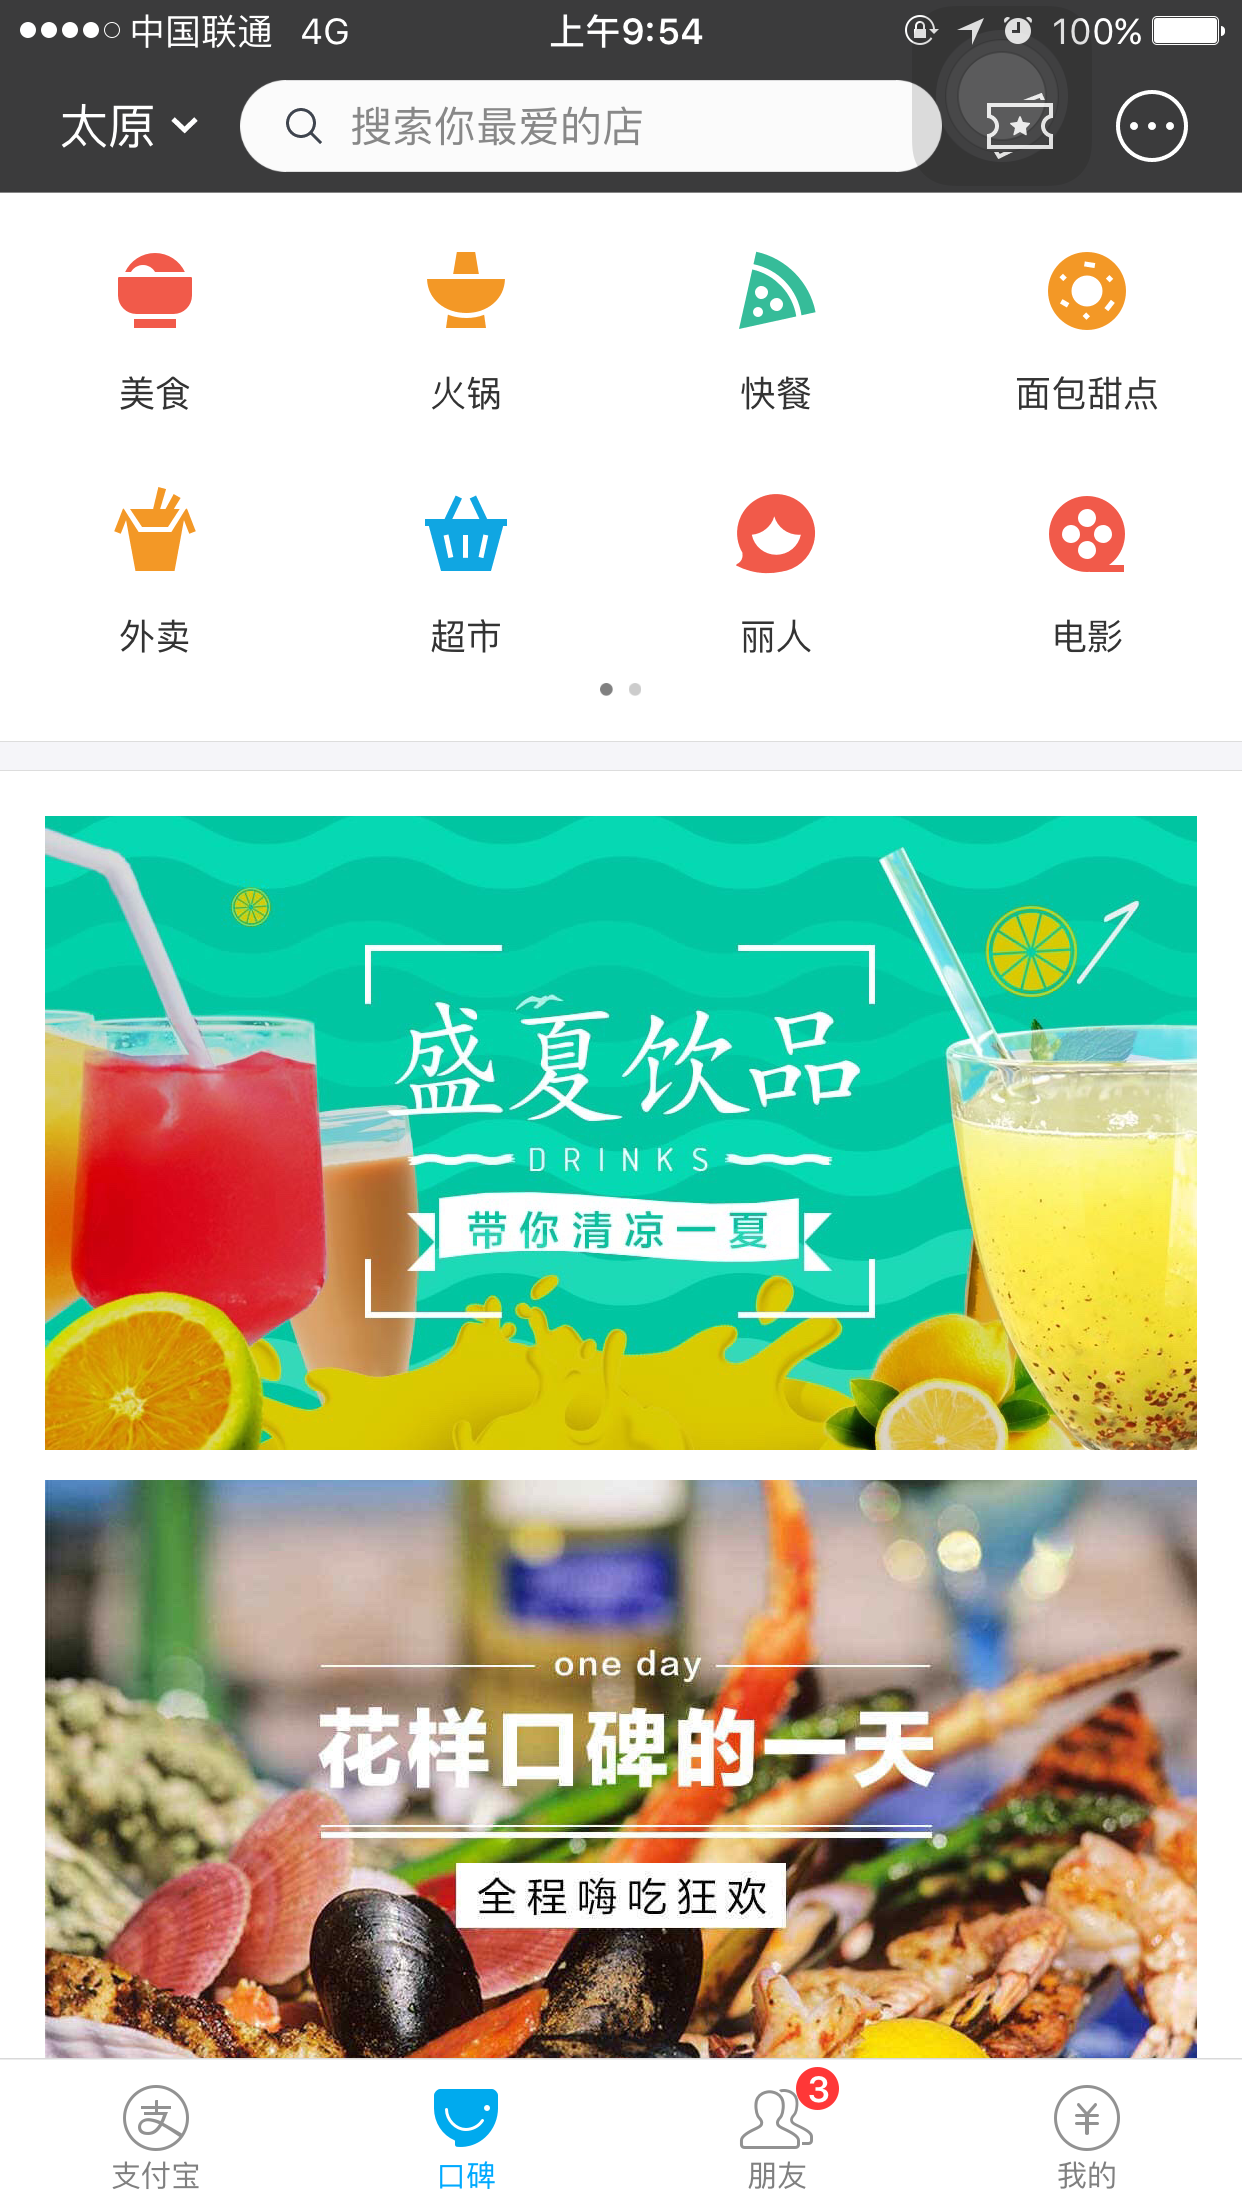 中国联通 4G 上午9:54 100%
太原 搜索你最爱的店
美食 火锅 快餐 面包甜点
外卖 超市 丽人 电影
盛夏饮品
DRINKS
带你清凉一夏
one day
花样口碑的一天
全程嗨吃狂欢
3
支付宝 口碑 朋友 我的